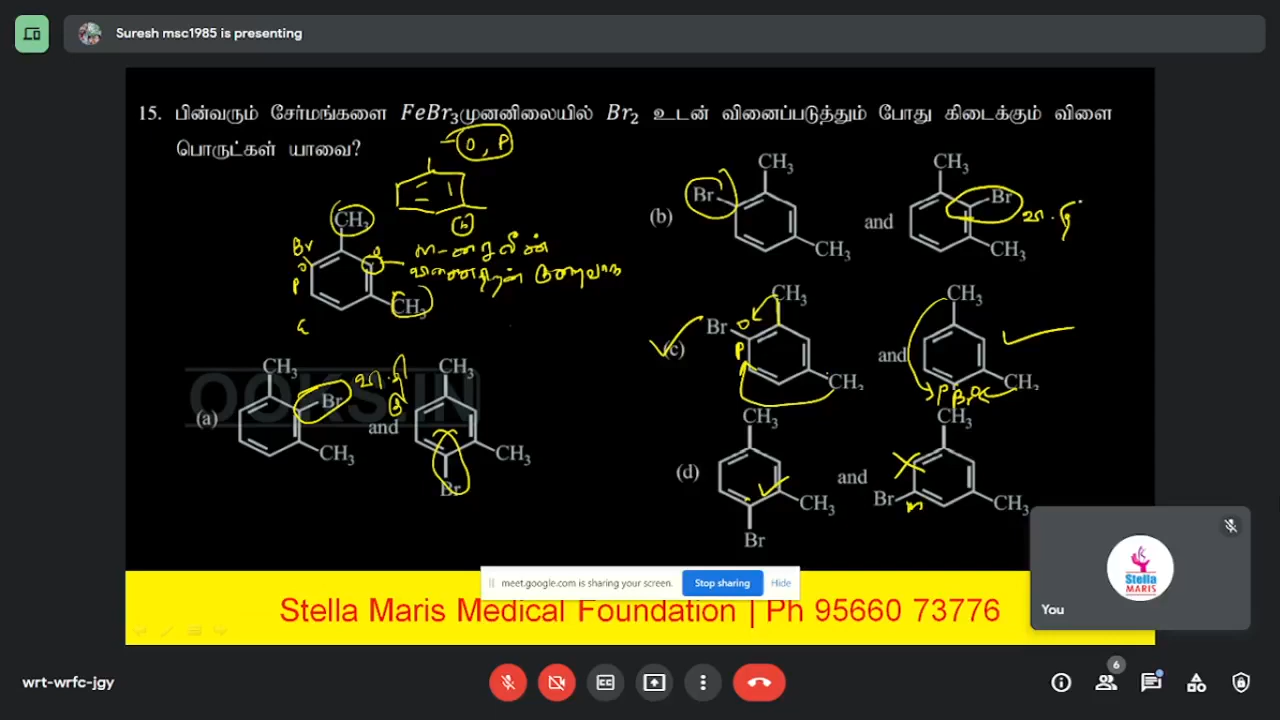 Suresh msc1985 is presenting
15. பின்வரும் சேர்மங்களை FeBr3முனனிலையில் Br2 உடன் வினைப்படுத்தும் போது கிடைக்கும் விளை
பொருட்கள் யாவை?
O, P
CH3
Br
O
P
CH3
(a)
CH3
Br
CH3
and
CH3
CH3
Br
(b)
Br
CH3
CH3
and
CH3
Br
CH3
(c)
Br
O
P
CH3
CH3
and
CH3
CH3
P
Br
(d)
CH3
CH3
Br
and
CH3
Br
m
CH3
meet.google.com is sharing your screen.
Stop sharing
Hide
Stella Maris Medical Foundation | Ph 95660 73776
Stella
MARIS
You
wrt-wrfc-jgy
CC
6